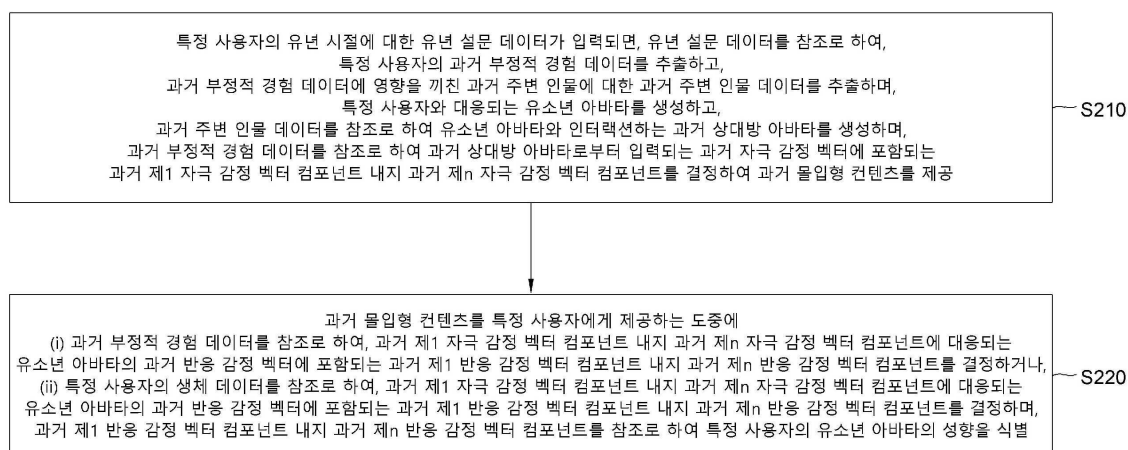 특정 사용자의 유년 시절에 대한 유년 설문 데이터가 입력되면, 유년 설문 데이터를 참조로 하여,
특정 사용자의 과거 부정적 경험 데이터를 추출하고,
과거 부정적 경험 데이터에 영향을 끼친 과거 주변 인물에 대한 과거 주변 인물 데이터를 추출하며,
특정 사용자와 대응되는 유소년 아바타를 생성하고,
과거 주변 인물 데이터를 참조로 하여 유소년 아바타와 인터랙션하는 과거 상대방 아바타를 생성하며,
과거 부정적 경험 데이터를 참조로 하여 과거 상대방 아바타로부터 입력되는 과거 자극 감정 벡터에 포함되는
과거 제1 자극 감정 벡터 컴포넌트 내지 과거 제n 자극 감정 벡터 컴포넌트를 결정하여 과거 몰입형 컨텐츠를 제공
S210
과거 몰입형 컨텐츠를 특정 사용자에게 제공하는 도중에
(i) 과거 부정적 경험 데이터를 참조로 하여, 과거 제1 자극 감정 벡터 컴포넌트 내지 과거 제n 자극 감정 벡터 컴포넌트에 대응되는
유소년 아바타의 과거 반응 감정 벡터에 포함되는 과거 제1 반응 감정 벡터 컴포넌트 내지 과거 제n 반응 감정 벡터 컴포넌트를 결정하거나,
(ii) 특정 사용자의 생체 데이터를 참조로 하여, 과거 제1 자극 감정 벡터 컴포넌트 내지 과거 제n 자극 감정 벡터 컴포넌트에 대응되는
유소년 아바타의 과거 반응 감정 벡터에 포함되는 과거 제1 반응 감정 벡터 컴포넌트 내지 과거 제n 반응 감정 벡터 컴포넌트를 결정하며,
과거 제1 반응 감정 벡터 컴포넌트 내지 과거 제n 반응 감정 벡터 컴포넌트를 참조로 하여 특정 사용자의 유소년 아바타의 성향을 식별
S220